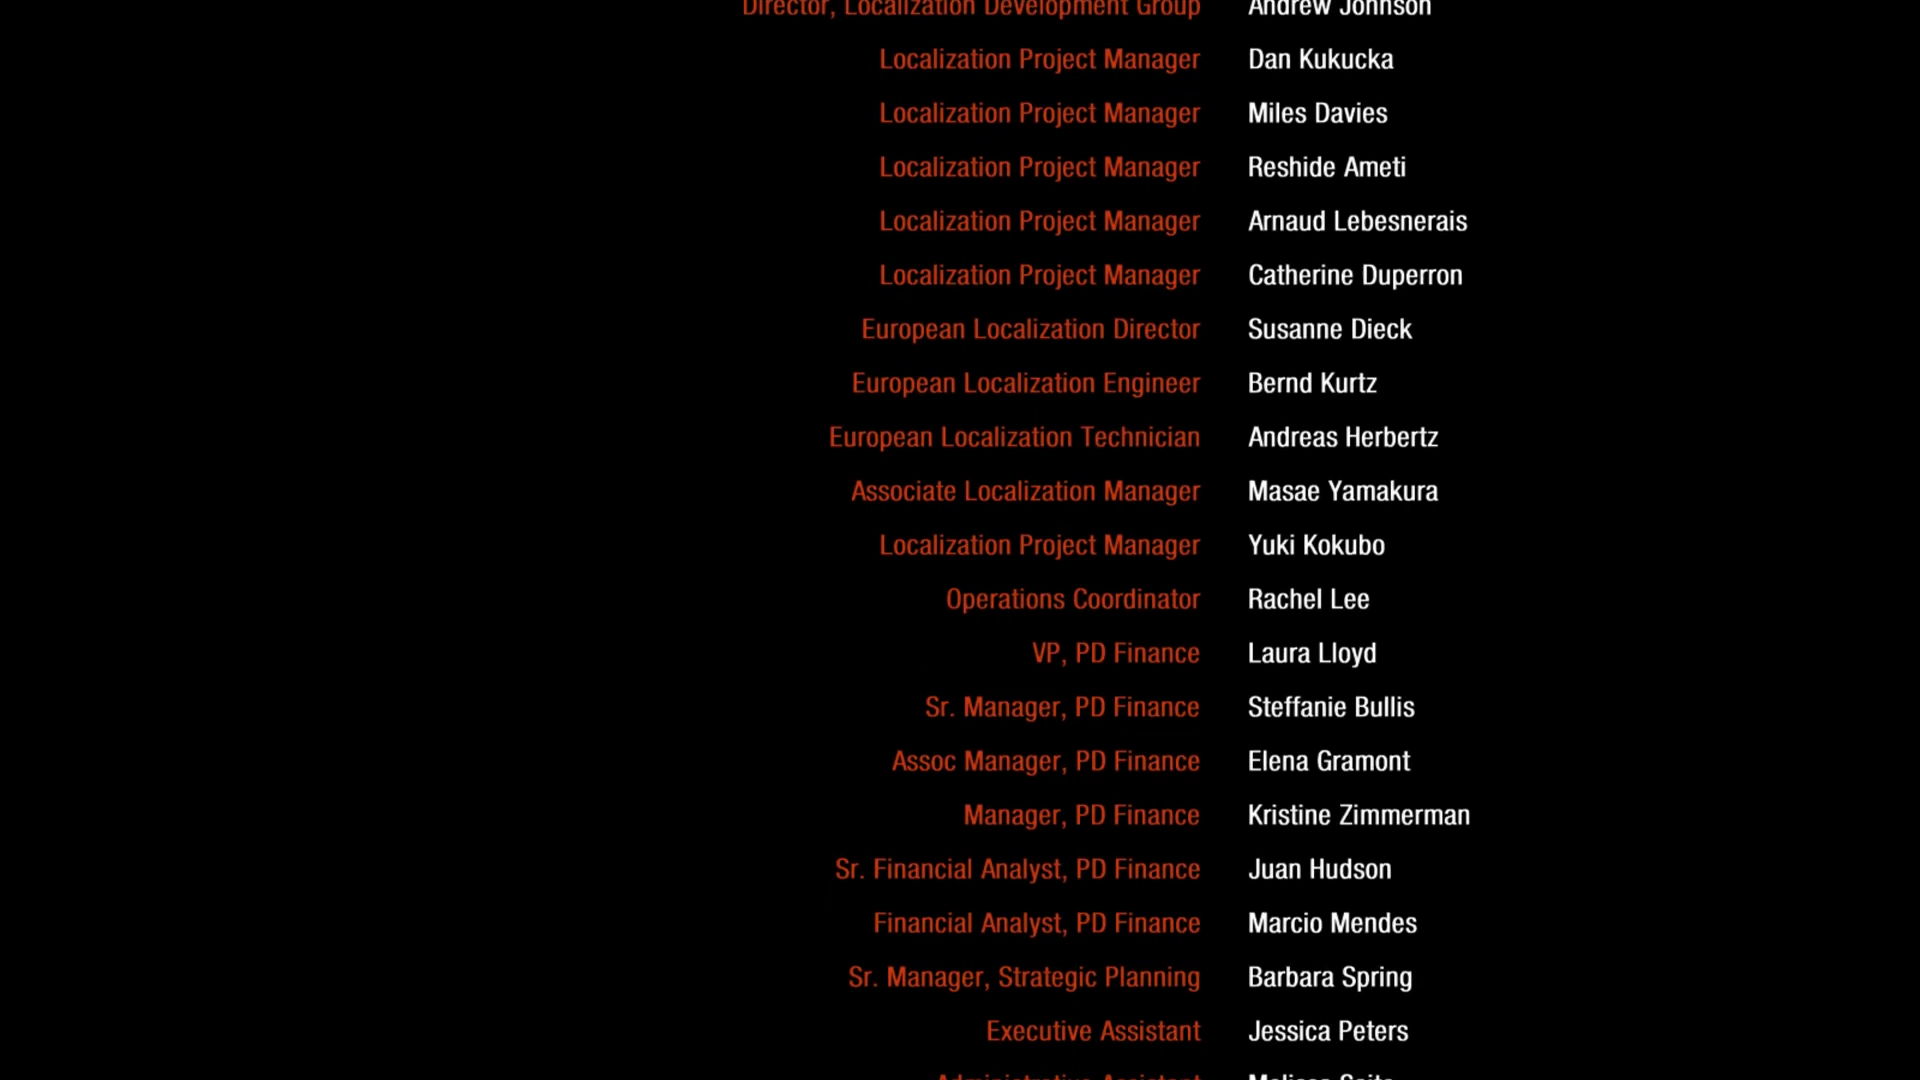 Director, Localization Development Group Andrew Johnson
Localization Project Manager Dan Kukucka
Localization Project Manager Miles Davies
Localization Project Manager Reshide Ameti
Localization Project Manager Arnaud Lebesnerais
Localization Project Manager Catherine Duperron
European Localization Director Susanne Dieck
European Localization Engineer Bernd Kurtz
European Localization Technician Andreas Herbertz
Associate Localization Manager Masae Yamakura
Localization Project Manager Yuki Kokubo
Operations Coordinator Rachel Lee
VP, PD Finance Laura Lloyd
Sr. Manager, PD Finance Steffanie Bullis
Assoc Manager, PD Finance Elena Gramont
Manager, PD Finance Kristine Zimmerman
Sr. Financial Analyst, PD Finance Juan Hudson
Financial Analyst, PD Finance Marcio Mendes
Sr. Manager, Strategic Planning Barbara Spring
Executive Assistant Jessica Peters
Administrative Assistant